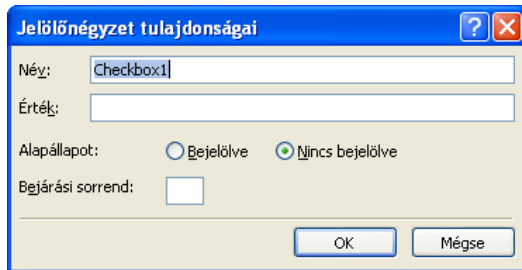 Jelölőnégyzet tulajdonságai
Név: Checkbox1
Érték:
Alapállapot: Bejelölve Nincs bejelölve
Bejárási sorrend:
OK Mégse